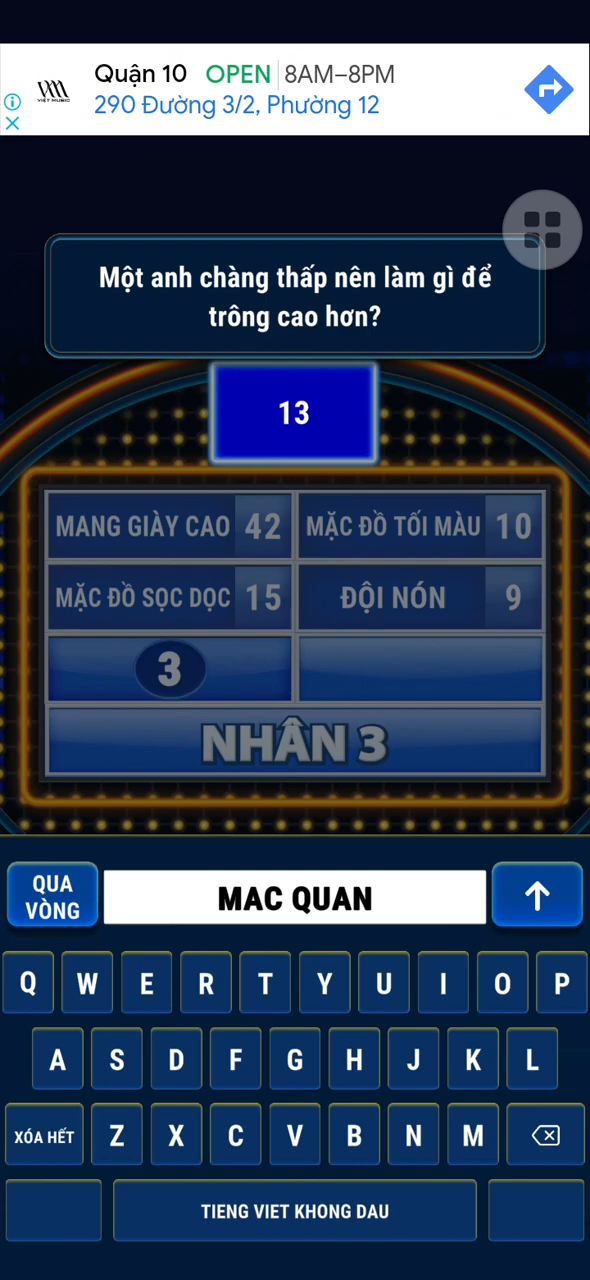 Quận 10 OPEN 8AM–8PM
VIET MUSIC
290 Đường 3/2, Phường 12
Một anh chàng thấp nên làm gì để
trông cao hơn?
13
MANG GIÀY CAO 42 MẶC ĐỒ TỐI MÀU 10
MẶC ĐỒ SỌC DỌC 15 ĐỘI NÓN 9
3
NHÂN 3
QUA
VÒNG
MAC QUAN
Q W E R T Y U I O P
A S D F G H J K L
XÓA HẾT Z X C V B N M
TIENG VIET KHONG DAU